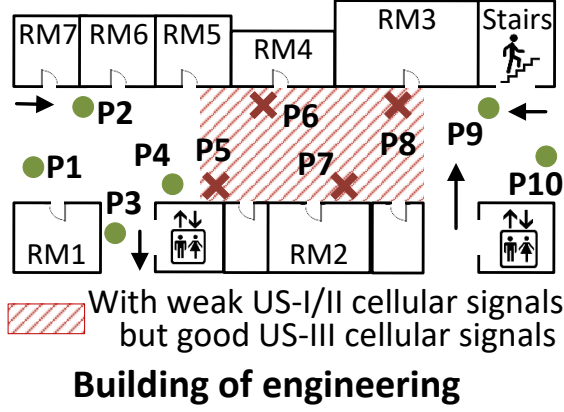 RM7 RM6 RM5 RM4 RM3 Stairs
P2 P6 P8 P9
P1 P4 P5 P7 P10
P3
RM1 RM2
With weak US-I/II cellular signals
but good US-III cellular signals
Building of engineering